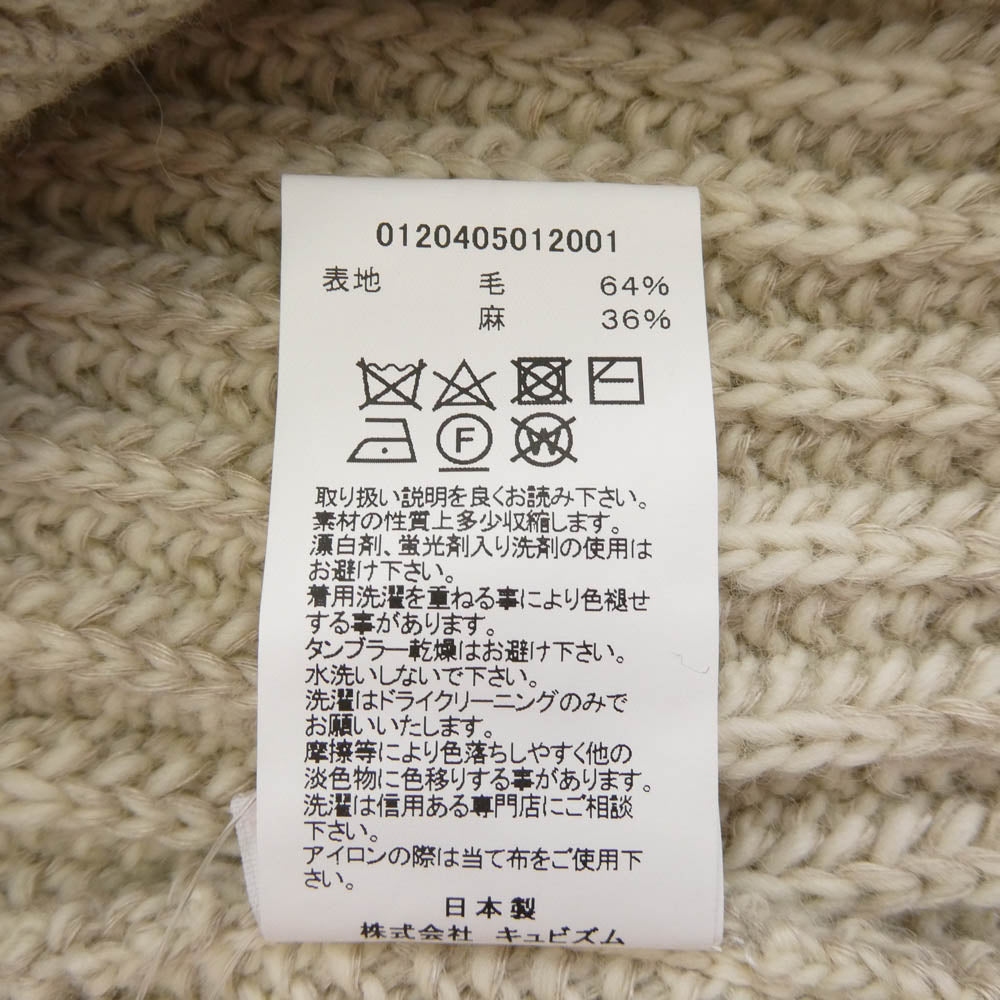 0120405012001
表地 毛 64%
麻 36%
F W
取り扱い説明を良くお読み下さい。
素材の性質上多少収縮します。
漂白剤、蛍光剤入り洗剤の使用は
お避け下さい。
着用洗濯を重ねる事により色褪せ
する事があります。
タンブラー乾燥はお避け下さい。
水洗いしないで下さい。
洗濯はドライクリーニングのみで
お願いいたします。
摩擦等により色落ちしやすく他の
淡色物に色移りする事があります。
洗濯は信用ある専門店にご相談
下さい。
アイロンの際は当て布をご使用下
さい。
日本製
株式会社 キュビズム